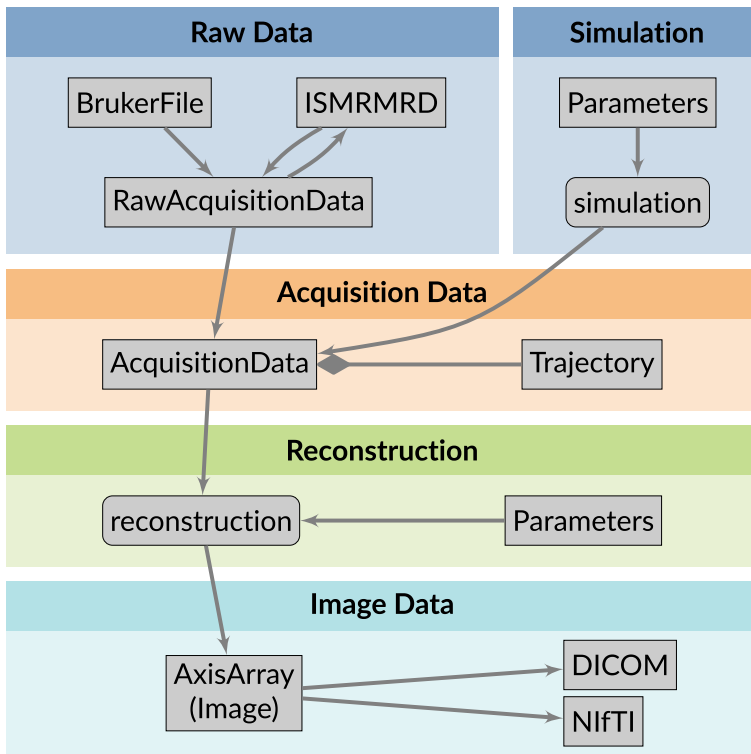 Raw Data
Simulation
BrukerFile
ISMRMRD
Parameters
RawAcquisitionData
simulation
Acquisition Data
AcquisitionData
Trajectory
Reconstruction
reconstruction
Parameters
Image Data
AxisArray
(Image)
DICOM
NIfTI